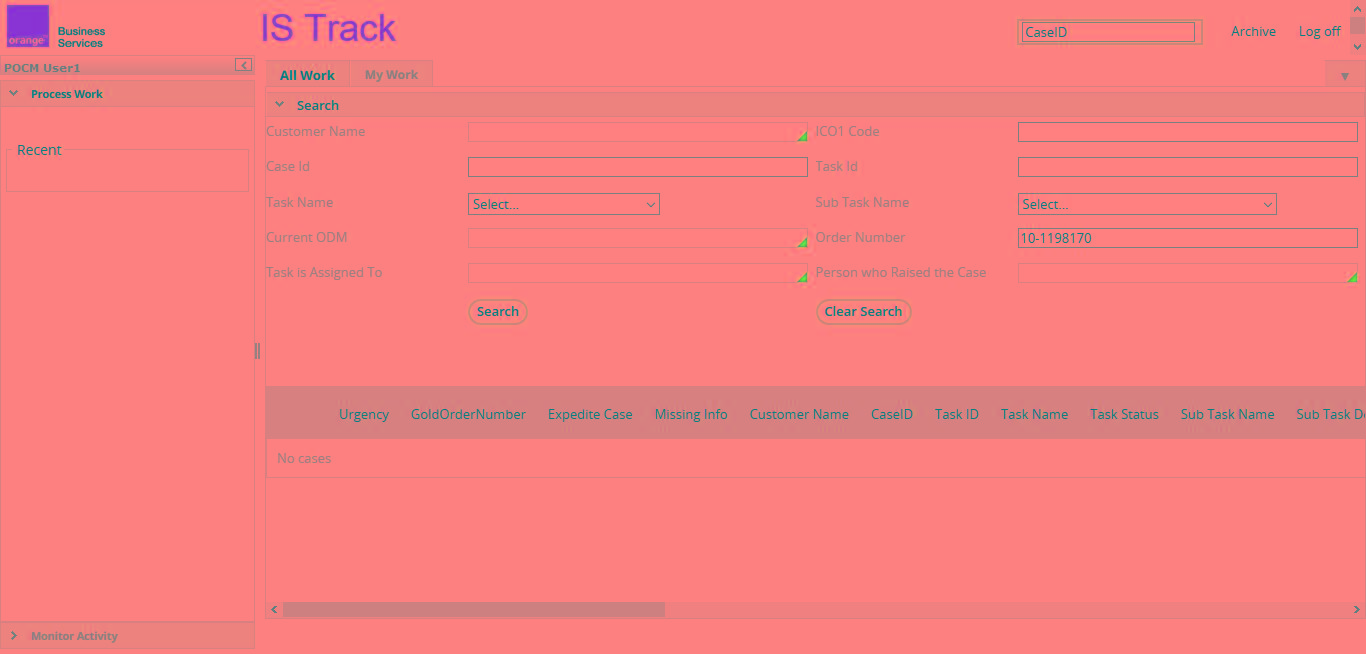 orange™
Business
Services
IS Track
CaseID
Archive
Log off
POCM User1
All Work
My Work
Process Work
Search
Recent
Customer Name
ICO1 Code
Case Id
Task Id
Task Name
Select...
Sub Task Name
Select...
Current ODM
Order Number
10-1198170
Task is Assigned To
Person who Raised the Case
Search
Clear Search
Urgency GoldOrderNumber Expedite Case Missing Info Customer Name CaseID Task ID Task Name Task Status Sub Task Name Sub Task
No cases
Monitor Activity